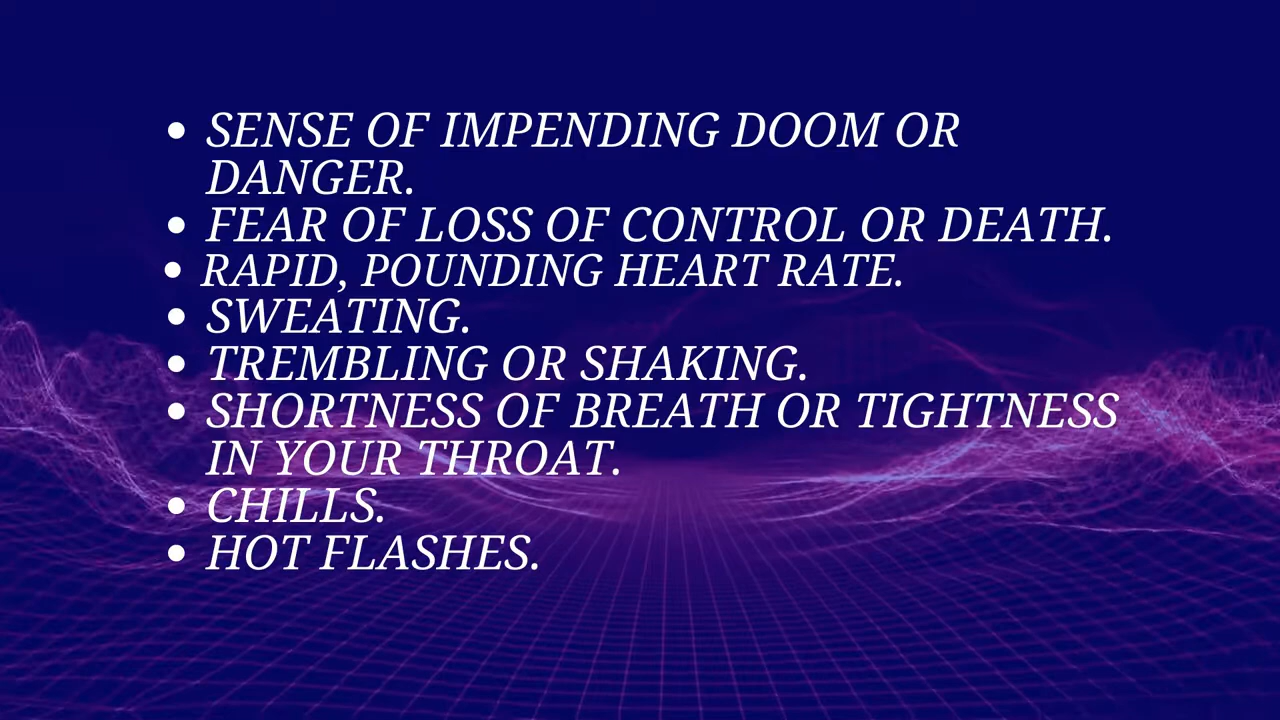 • SENSE OF IMPENDING DOOM OR
DANGER.
• FEAR OF LOSS OF CONTROL OR DEATH.
• RAPID, POUNDING HEART RATE.
• SWEATING.
• TREMBLING OR SHAKING.
• SHORTNESS OF BREATH OR TIGHTNESS
IN YOUR THROAT.
• CHILLS.
• HOT FLASHES.